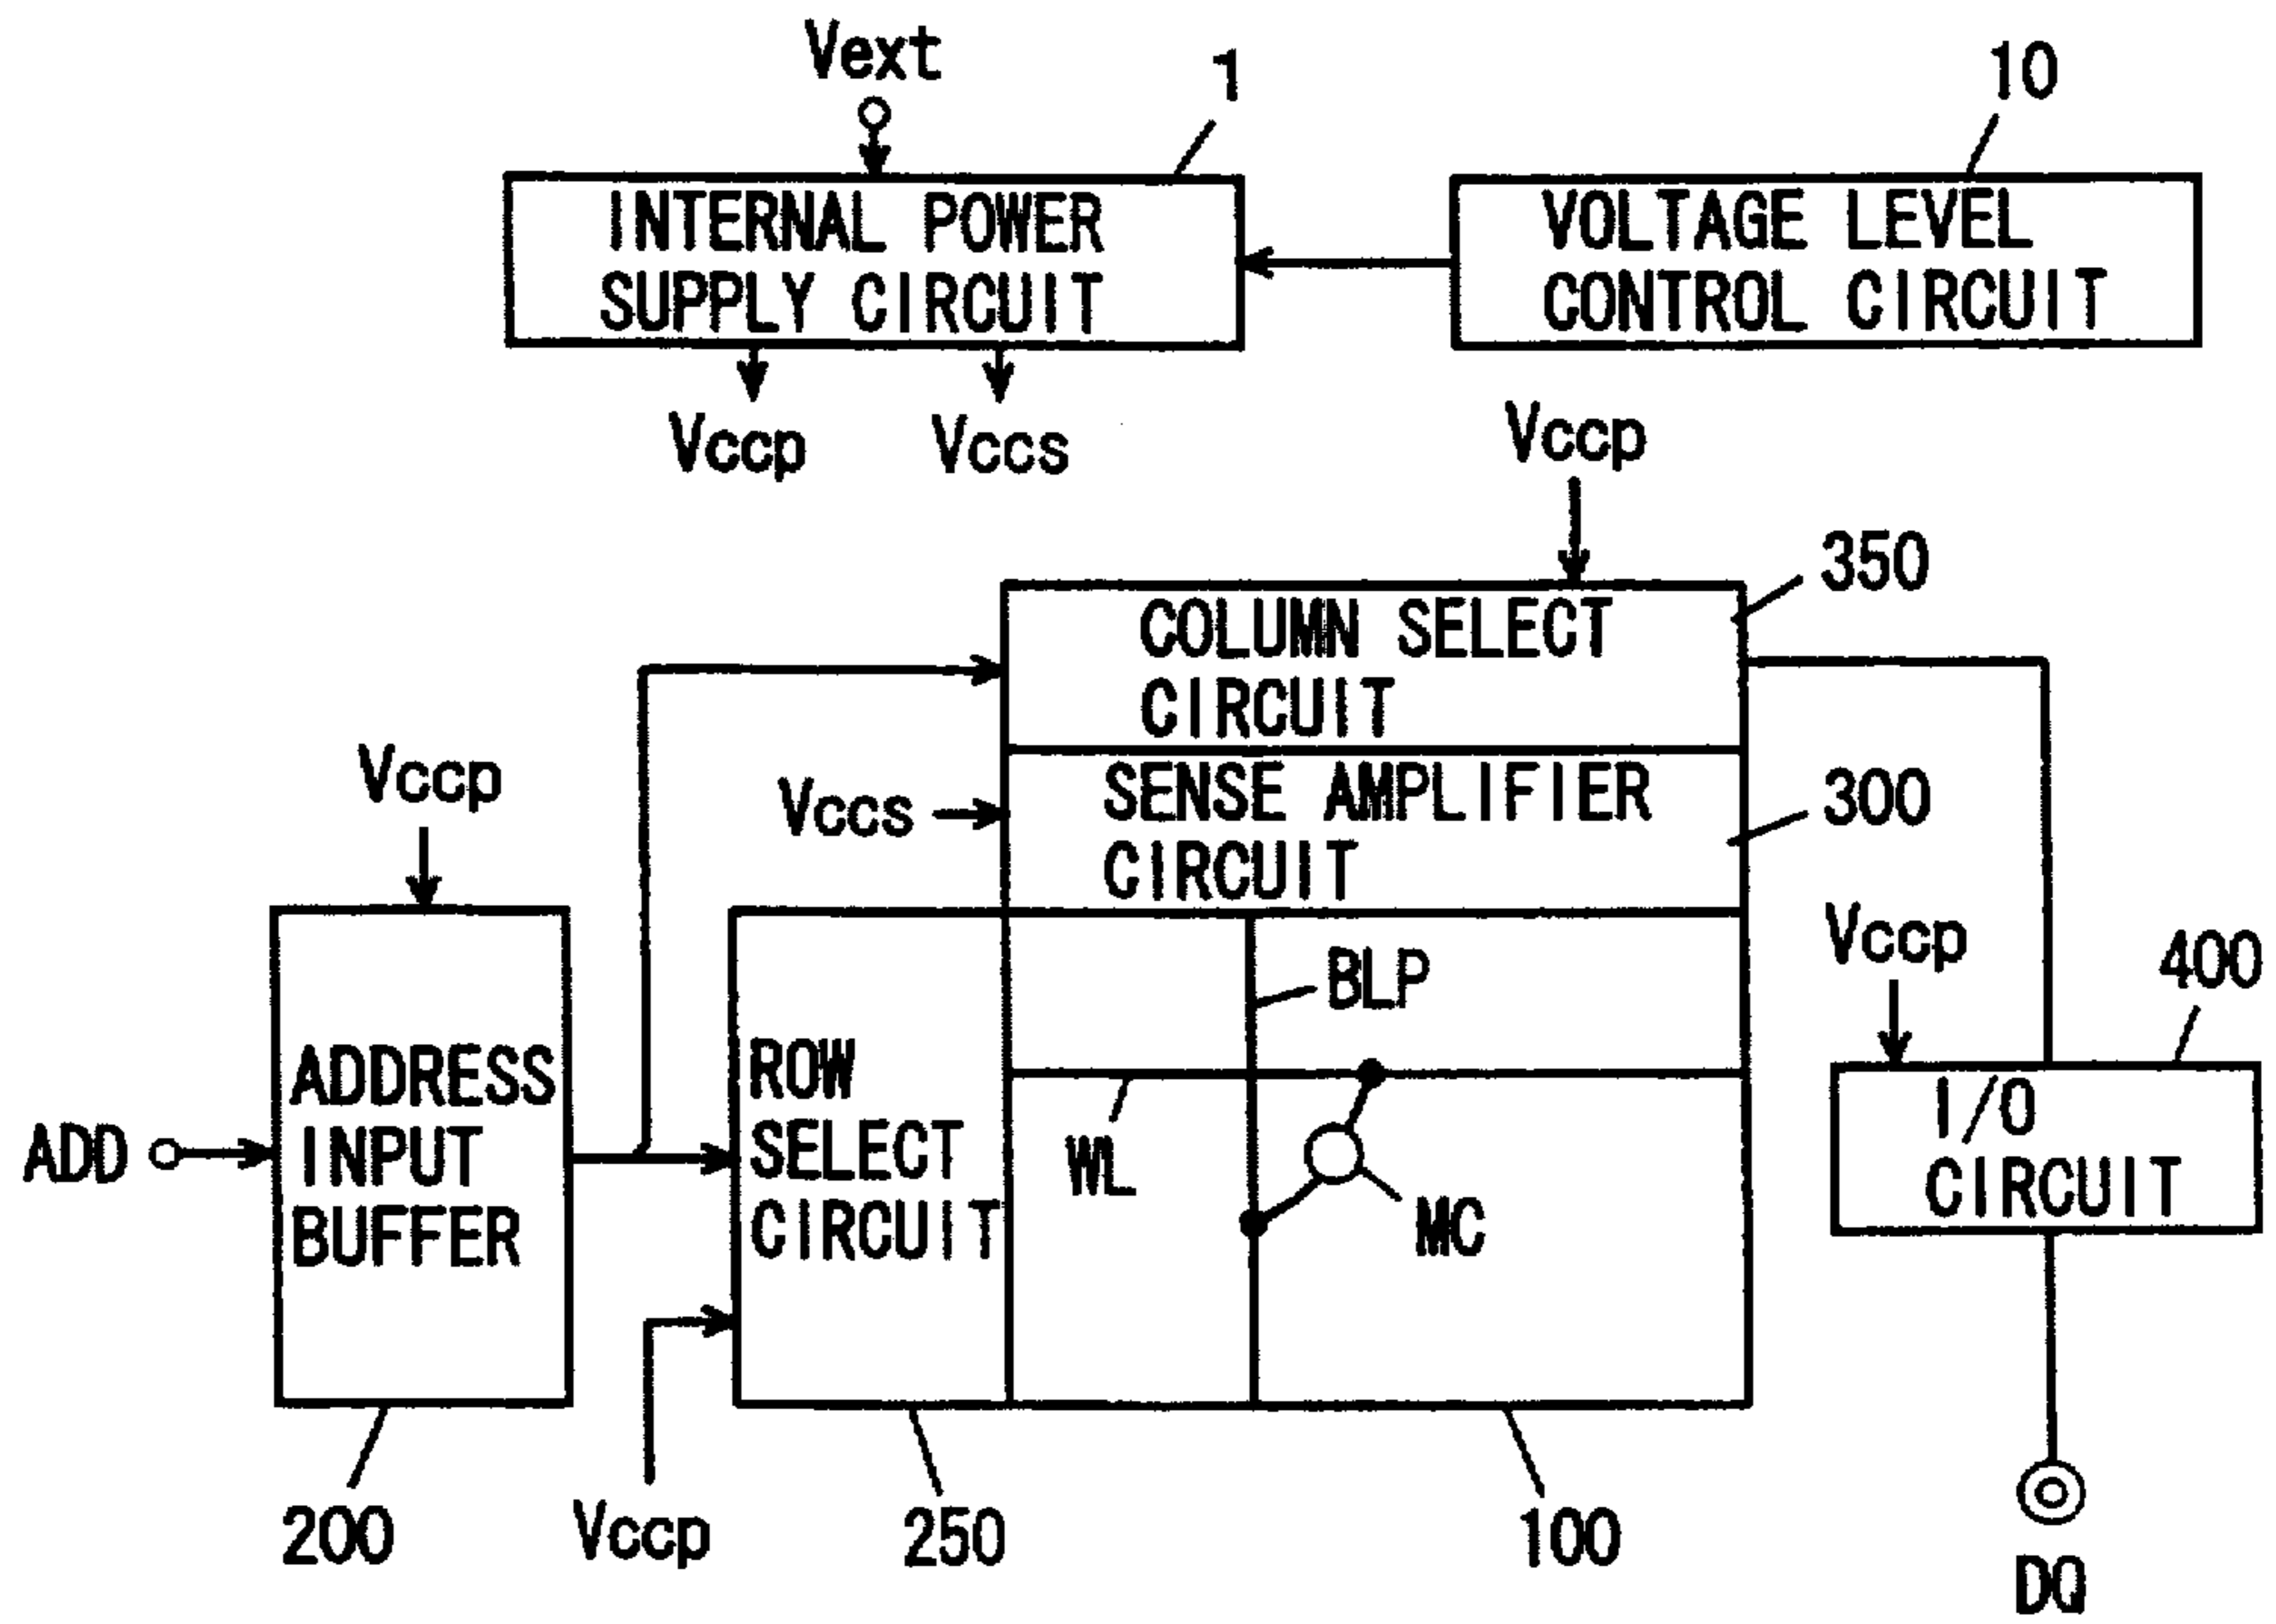 Vext
1
10
INTERNAL POWER
SUPPLY CIRCUIT
VOLTAGE LEVEL
CONTROL CIRCUIT
Vccp
Vccs
Vccp
350
COLUMN SELECT
CIRCUIT
Vccp
Vccs
SENSE AMPLIFIER
CIRCUIT
300
Vccp
400
BLP
ADDRESS
INPUT
BUFFER
ROW
SELECT
CIRCUIT
I/O
CIRCUIT
ADD
WL
MC
200
Vccp
250
100
DQ